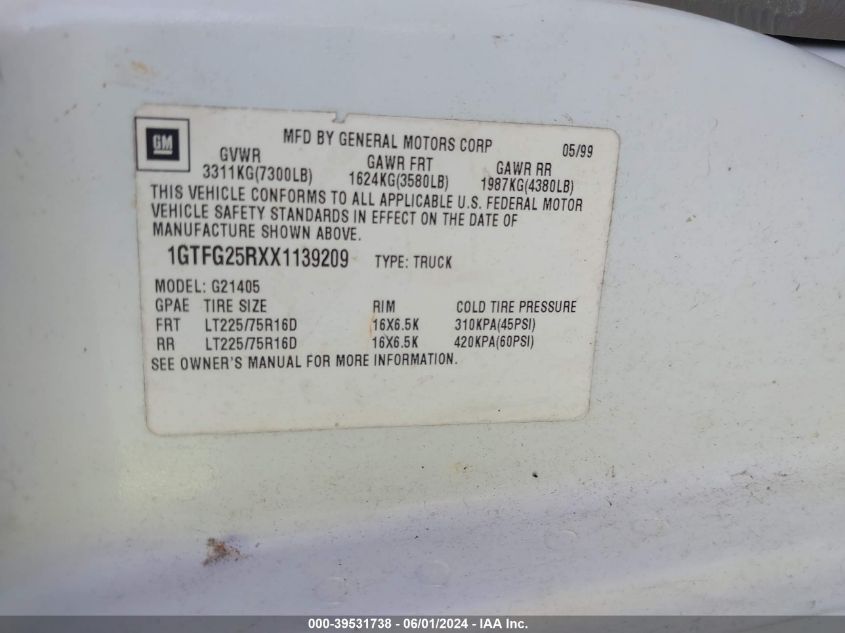 GM
MFD BY GENERAL MOTORS CORP 05/99
GVWR GAWR FRT GAWR RR
3311KG(7300LB) 1624KG(3580LB) 1987KG(4380LB)
THIS VEHICLE CONFORMS TO ALL APPLICABLE U.S. FEDERAL MOTOR
VEHICLE SAFETY STANDARDS IN EFFECT ON THE DATE OF
MANUFACTURE SHOWN ABOVE.
1GTFG25RXX1139209 TYPE: TRUCK
MODEL: G21405
GPAE TIRE SIZE RIM COLD TIRE PRESSURE
FRT LT225/75R16D 16X6.5K 310KPA(45PSI)
RR LT225/75R16D 16X6.5K 420KPA(60PSI)
SEE OWNER'S MANUAL FOR MORE INFORMATION.
000-39531738 - 06/01/2024 - IAA Inc.